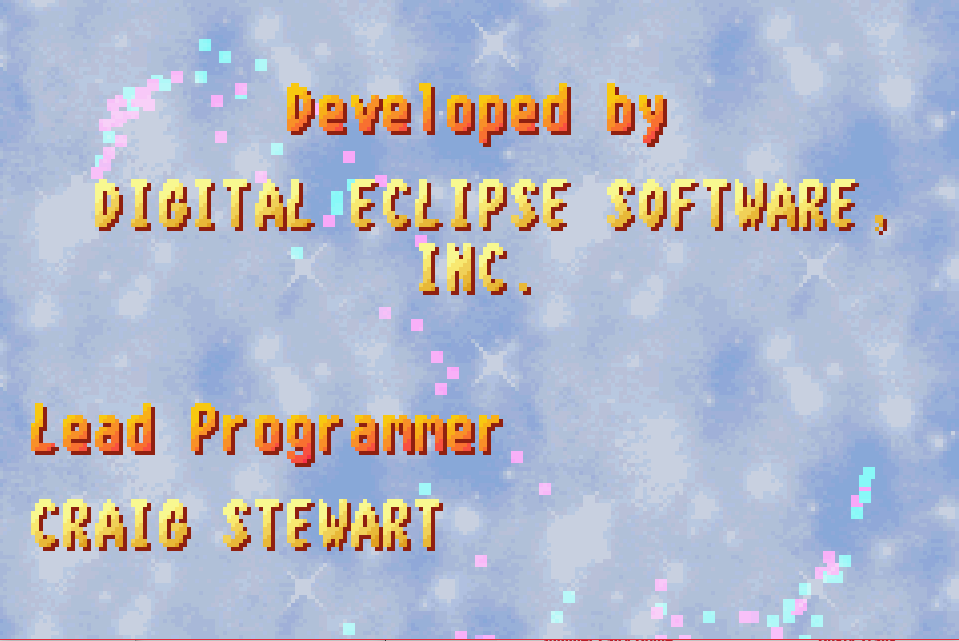 Developed by
DIGITAL ECLIPSE SOFTWARE,
INC.
Lead Programmer
CRAIG STEWART